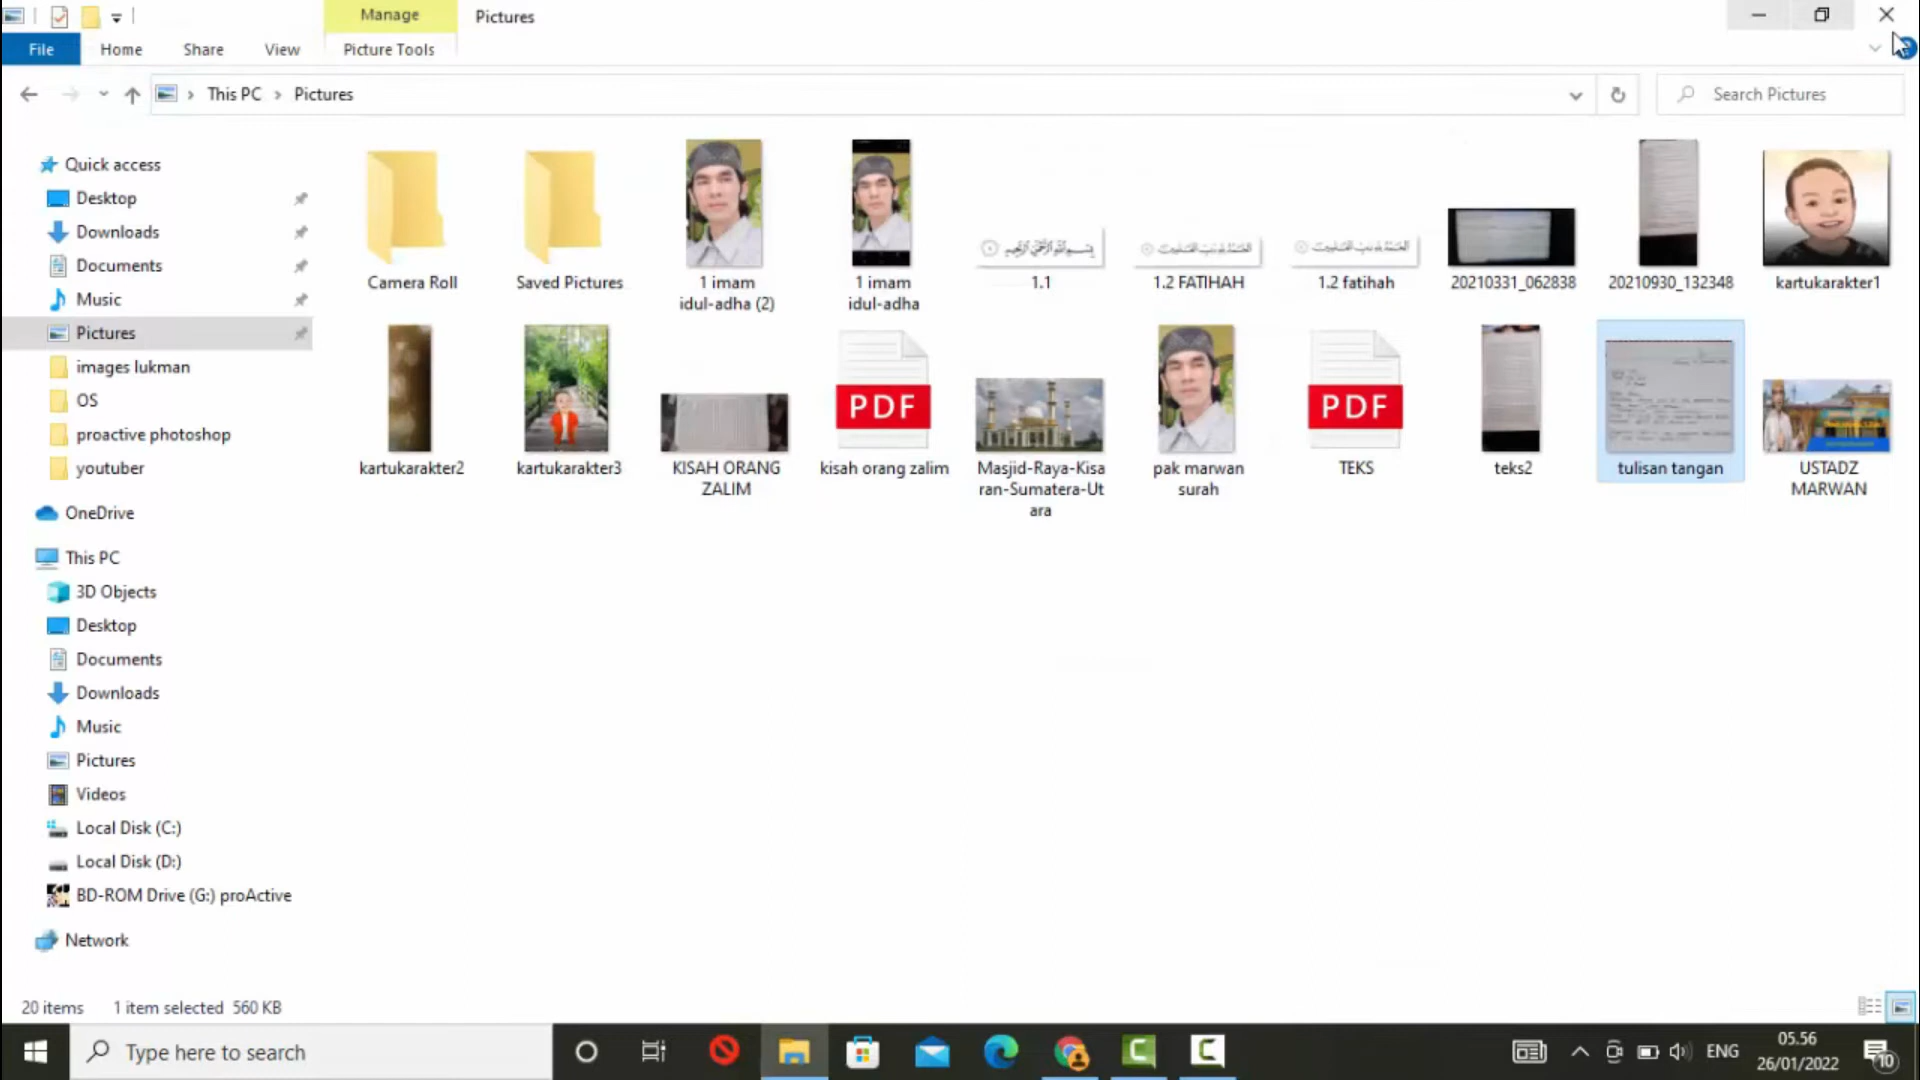 Manage
Pictures
File
Home
Share
View
Picture Tools
This PC
Pictures
Search Pictures
Quick access
Desktop
Downloads
Documents
Music
Pictures
images lukman
OS
proactive photoshop
youtuber
OneDrive
This PC
3D Objects
Desktop
Documents
Downloads
Music
Pictures
Videos
Local Disk (C:)
Local Disk (D:)
BD-ROM Drive (G:) proActive
Network
Camera Roll
Saved Pictures
1 imam
idul-adha (2)
1 imam
idul-adha
1.1
1.2 FATIHAH
1.2 fatihah
20210331_062838
20210930_132348
kartukarakter1
kartukarakter2
kartukarakter3
KISAH ORANG
ZALIM
PDF
kisah orang zalim
Masjid-Raya-Kisa
ran-Sumatera-Ut
ara
pak marwan
surah
PDF
TEKS
teks2
tulisan tangan
USTADZ
MARWAN
20 items
1 item selected 560 KB
Type here to search
ENG
05.56
26/01/2022
10